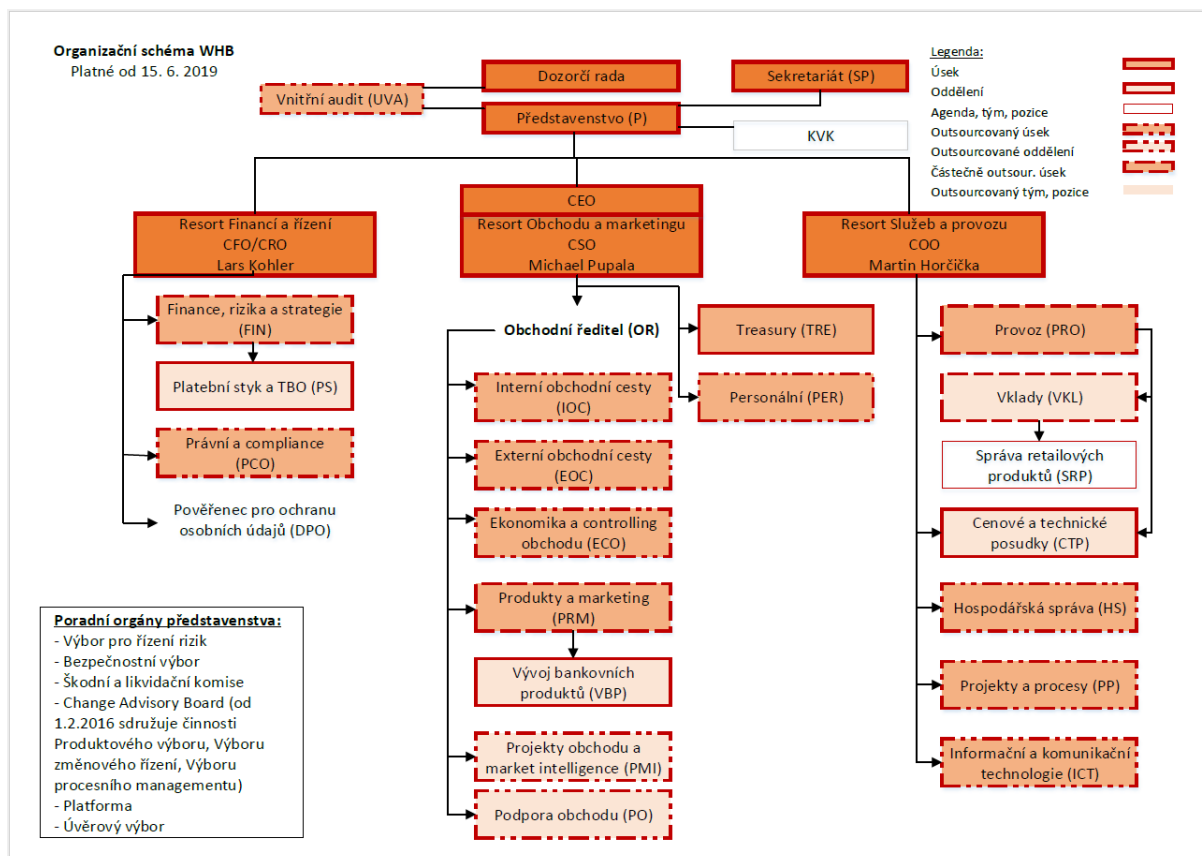 Organizační schéma WHB
Platné od 15. 6. 2019
Dozorčí rada
Sekretariát (SP)
Vnitřní audit (UVA)
Představenstvo (P)
KVK
Legenda:
Úsek
Oddělení
Agenda, tým, pozice
Outsourcovaný úsek
Outsourcované oddělení
Částečně outsour. úsek
Outsourcovaný tým, pozice
Resort Financí a řízení
CFO/CRO
Lars Kohler
CEO
Resort Obchodu a marketingu
CSO
Michael Pupala
Resort Služeb a provozu
COO
Martin Horčička
Finance, rizika a strategie
(FIN)
Platební styk a TBO (PS)
Právní a compliance
(PCO)
Pověřenec pro ochranu
osobních údajů (DPO)
Obchodní ředitel (OR)
Interní obchodní cesty
(IOC)
Externí obchodní cesty
(EOC)
Ekonomika a controlling
obchodu (ECO)
Produkty a marketing
(PRM)
Vývoj bankovních
produktů (VBP)
Projekty obchodu a
market intelligence (PMI)
Podpora obchodu (PO)
Treasury (TRE)
Personální (PER)
Provoz (PRO)
Vklady (VKL)
Správa retailových
produktů (SRP)
Cenové a technické
posudky (CTP)
Hospodářská správa (HS)
Projekty a procesy (PP)
Informační a komunikační
technologie (ICT)
Poradní orgány představenstva:
- Výbor pro řízení rizik
- Bezpečnostní výbor
- Škodní a likvidační komise
- Change Advisory Board (od
1.2.2016 sdružuje činnosti
Produktového výboru, Výboru
změnového řízení, Výboru
procesního managementu)
- Platforma
- Úvěrový výbor